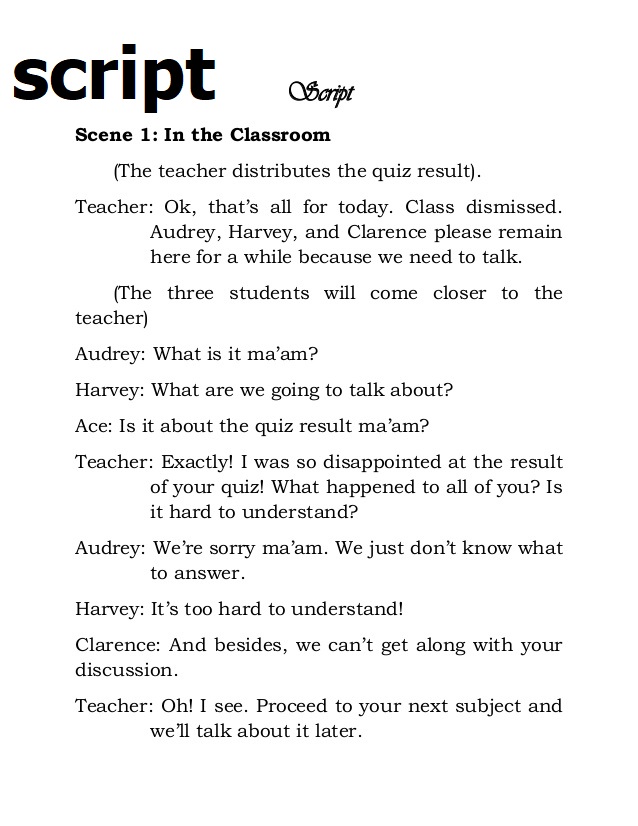 script
Script
Scene 1: In the Classroom
(The teacher distributes the quiz result).
Teacher: Ok, that’s all for today. Class dismissed.
Audrey, Harvey, and Clarence please remain
here for a while because we need to talk.
(The three students will come closer to the
teacher)
Audrey: What is it ma’am?
Harvey: What are we going to talk about?
Ace: Is it about the quiz result ma’am?
Teacher: Exactly! I was so disappointed at the result
of your quiz! What happened to all of you? Is
it hard to understand?
Audrey: We’re sorry ma’am. We just don’t know what
to answer.
Harvey: It’s too hard to understand!
Clarence: And besides, we can’t get along with your
discussion.
Teacher: Oh! I see. Proceed to your next subject and
we’ll talk about it later.